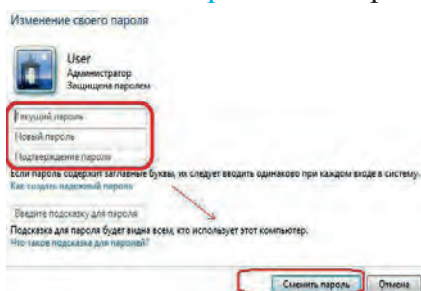 Изменение своего пароля
User
Администратор
Защищена паролем
Текущий пароль
Новый пароль
Подтверждение пароля
Если пароль содержит заглавные буквы, их следует вводить одинаково при каждом входе в систему.
Как создать надежный пароль
Введите подсказку для пароля
Подсказка для пароля будет видна всем, кто использует этот компьютер.
Что такое подсказка для паролей?
Сменить пароль
Отмена